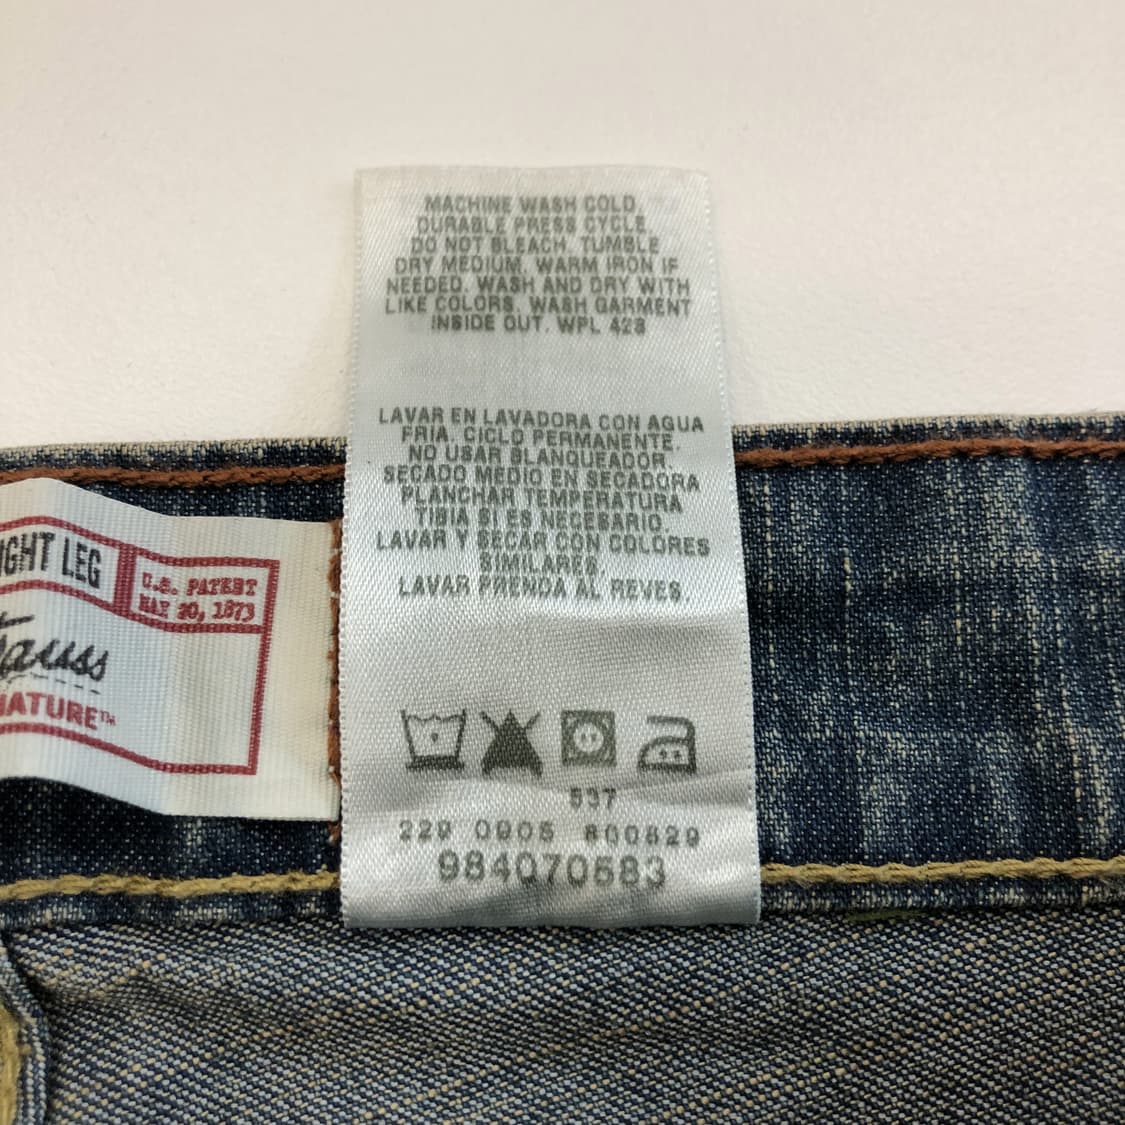 MACHINE WASH COLD,
DURABLE PRESS CYCLE.
DO NOT BLEACH. TUMBLE
DRY MEDIUM. WARM IRON IF
NEEDED. WASH AND DRY WITH
LIKE COLORS. WASH GARMENT
INSIDE OUT. WPL 423
LAVAR EN LAVADORA CON AGUA
FRIA. CICLO PERMANENTE.
NO USAR BLANQUEADOR.
SECADO MEDIO EN SECADORA
PLANCHAR TEMPERATURA
TIBIA SI ES NECESARIO.
LAVAR Y SECAR CON COLORES
SIMILARES.
LAVAR PRENDA AL REVES.
537
229 0905 800829
984070583
IGHT LEG
U.S. PATENT
MAY 20, 1873
rauss
NATURE™